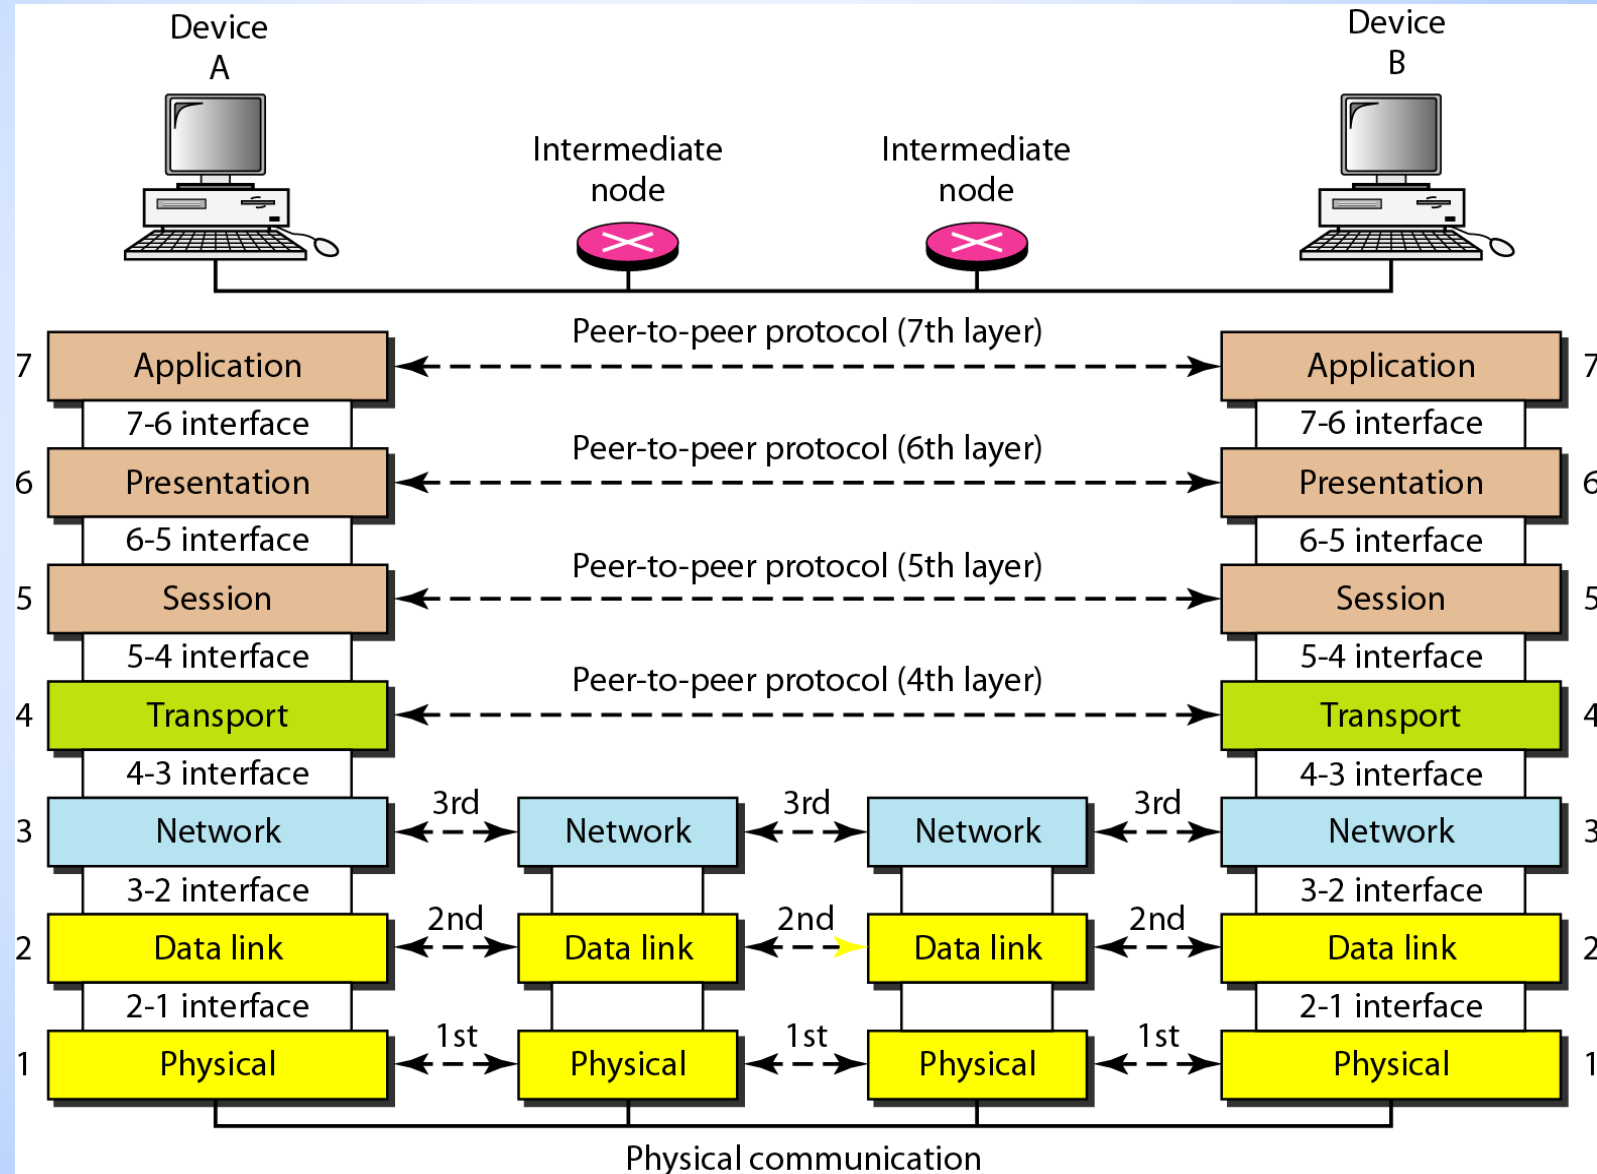 Device
A
Device
B
Intermediate
node
Intermediate
node
Peer-to-peer protocol (7th layer)
7 Application Application 7
7-6 interface 7-6 interface
Peer-to-peer protocol (6th layer)
6 Presentation Presentation 6
6-5 interface 6-5 interface
Peer-to-peer protocol (5th layer)
5 Session Session 5
5-4 interface 5-4 interface
Peer-to-peer protocol (4th layer)
4 Transport Transport 4
4-3 interface 4-3 interface
3rd 3rd 3rd
3 Network Network Network Network 3
3-2 interface 3-2 interface
2nd 2nd 2nd
2 Data link Data link Data link Data link 2
2-1 interface 2-1 interface
1st 1st 1st
1 Physical Physical Physical Physical 1
Physical communication